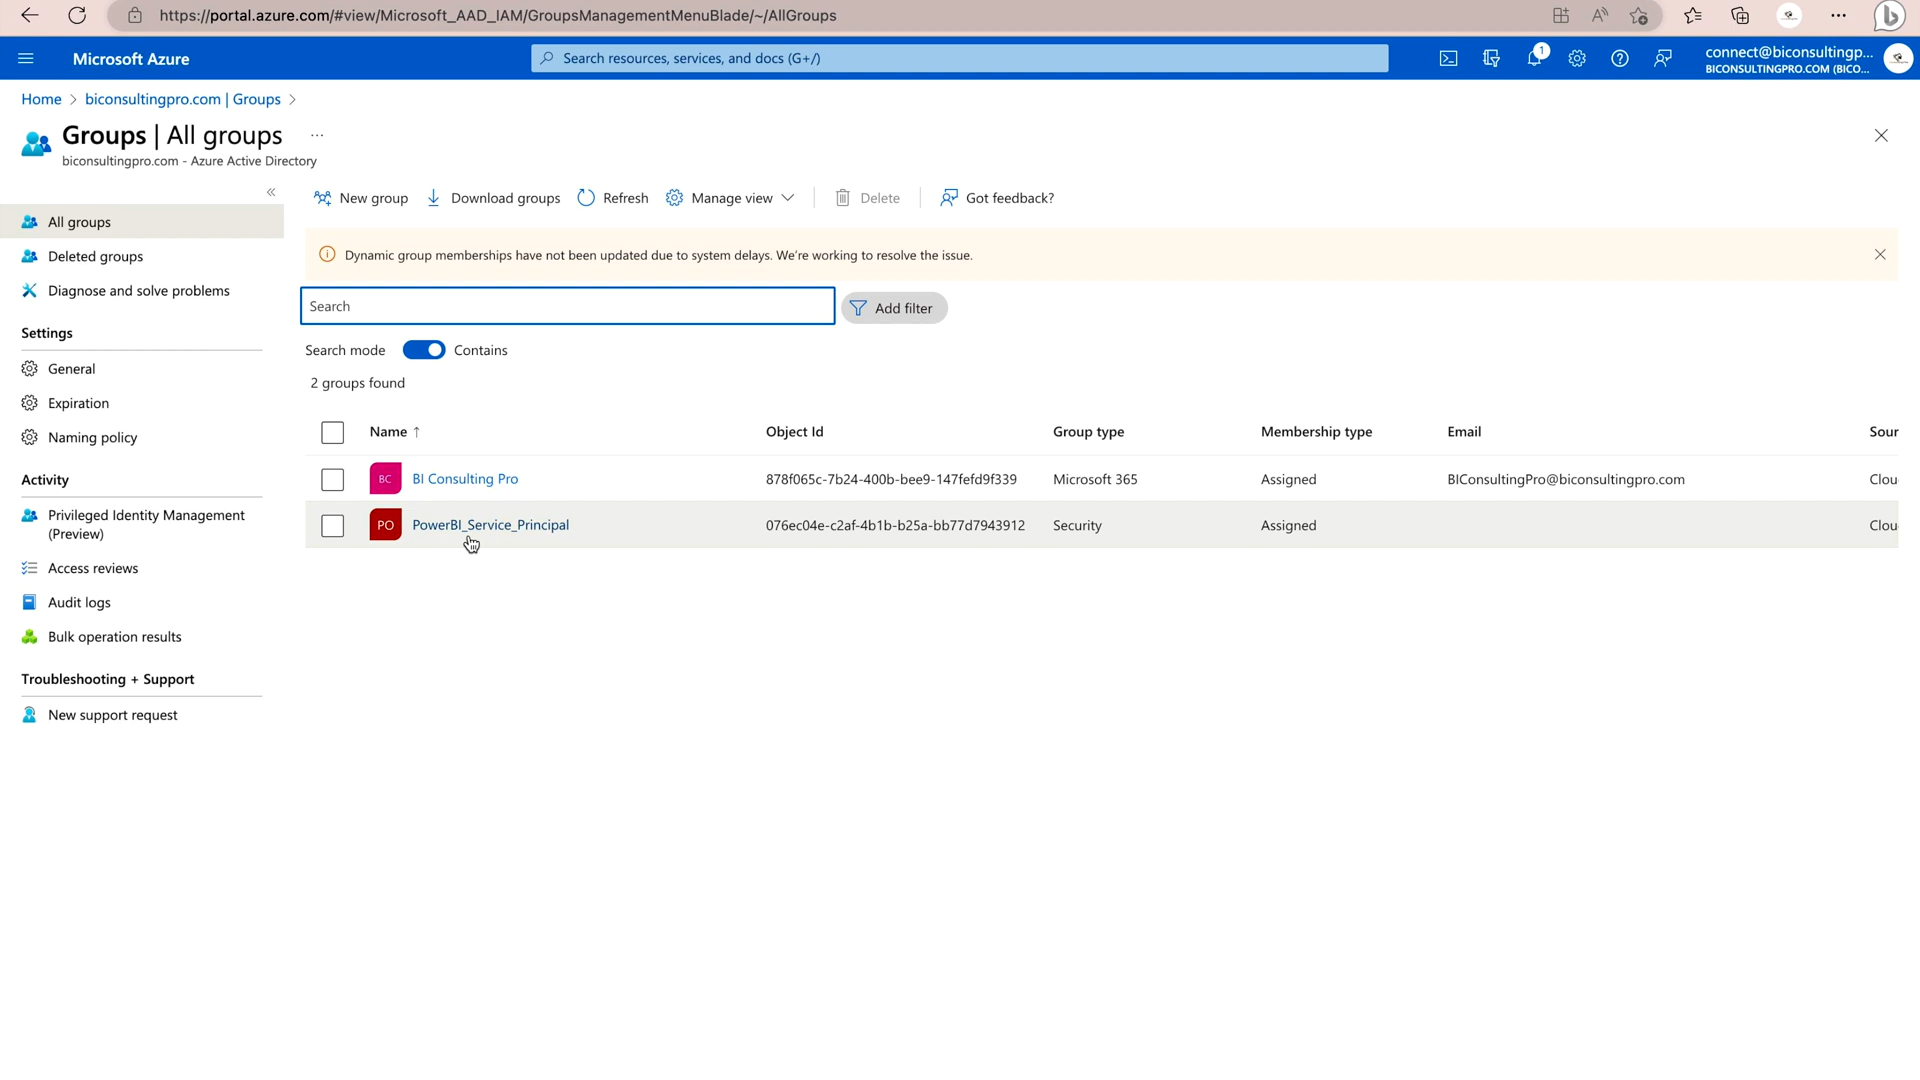 https://portal.azure.com/#view/Microsoft_AAD_IAM/GroupsManagementMenuBlade/~/AllGroups
Microsoft Azure
Search resources, services, and docs (G+/)
1
connect@biconsultingp...
BICONSULTINGPRO.COM (BICO...
Home > biconsultingpro.com | Groups >
Groups | All groups ...
biconsultingpro.com - Azure Active Directory
New group
Download groups
Refresh
Manage view
Delete
Got feedback?
All groups
Deleted groups
Diagnose and solve problems
Settings
General
Expiration
Naming policy
Activity
Privileged Identity Management
(Preview)
Access reviews
Audit logs
Bulk operation results
Troubleshooting + Support
New support request
Dynamic group memberships have not been updated due to system delays. We're working to resolve the issue.
Search
Add filter
Search mode Contains
2 groups found
Name ↑ Object Id Group type Membership type Email Sour
BC BI Consulting Pro 878f065c-7b24-400b-bee9-147fefd9f339 Microsoft 365 Assigned BIConsultingPro@biconsultingpro.com Clou
PO PowerBI_Service_Principal 076ec04e-c2af-4b1b-b25a-bb77d7943912 Security Assigned Clou